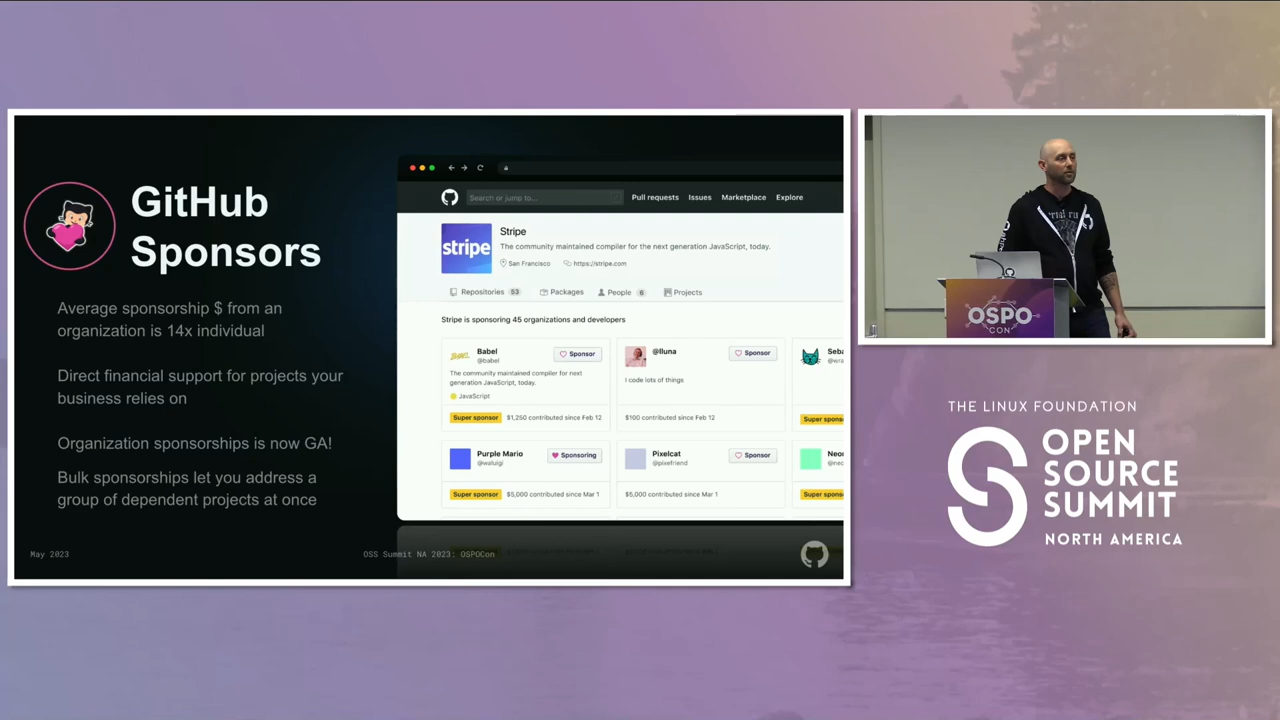 GitHub
Sponsors
Average sponsorship $ from an
organization is 14x individual
Direct financial support for projects your
business relies on
Organization sponsorships is now GA!
Bulk sponsorships let you address a
group of dependent projects at once
May 2023
OSS Summit NA 2023: OSPOCon
Search or jump to...
Pull requests Issues Marketplace Explore
stripe
Stripe
The community maintained compiler for the next generation JavaScript, today.
San Francisco https://stripe.com
Repositories 53 Packages People 6 Projects
Stripe is sponsoring 45 organizations and developers
Babel
@babel
Sponsor
The community maintained compiler for next
generation JavaScript, today.
JavaScript
Super sponsor $1,250 contributed since Feb 12
@lluna
Sponsor
I code lots of things
$100 contributed since Feb 12
Seba
@wra
Super sponso
Purple Mario
@waluigi
Sponsoring
Super sponsor $5,000 contributed since Mar 1
Pixelcat
@pixefriend
Sponsor
$5,000 contributed since Mar 1
Neon
@neo
Super sponso
OSPO
CON
THE LINUX FOUNDATION
OPEN
SOURCE
SUMMIT
NORTH AMERICA